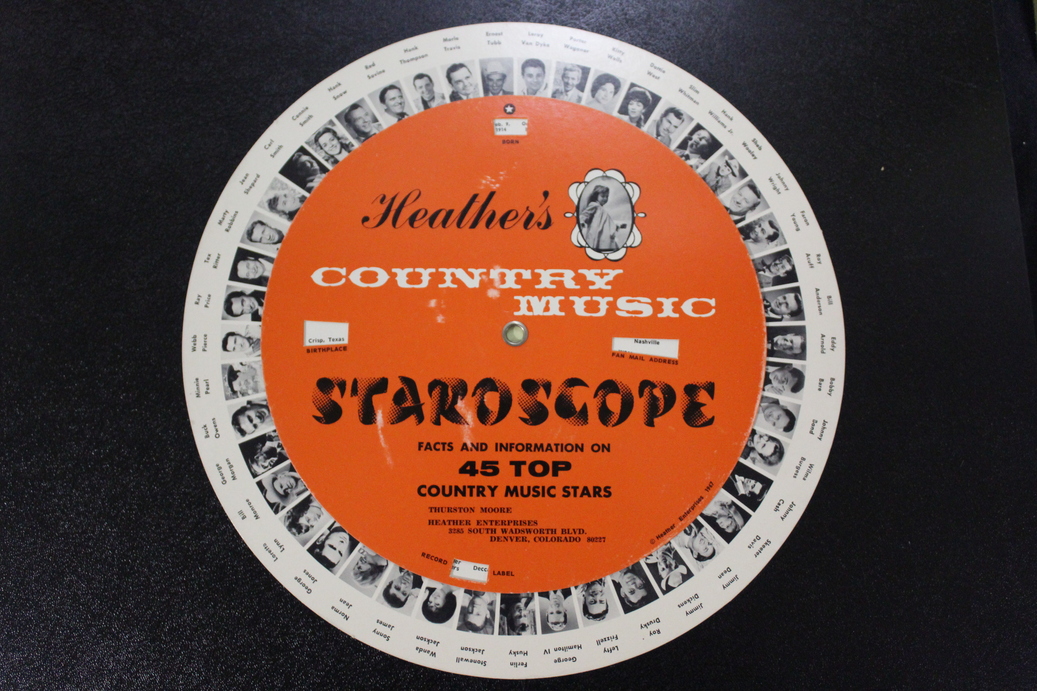 Ernest Tubb
Leroy Van Dyke
Porter Wagoner
Kitty Wells
Dottie West
Slim Whitman
Hank Williams Jr.
Sheb Wooley
Johnny Wright
Faron Young
Roy Acuff
Bill Anderson
Eddy Arnold
Bobby Bare
Johnny Bond
Wilma Burgess
Johnny Cash
Skeeter Davis
Jimmy Dean
Jimmy Dickens
Roy Drusky
Lefty Frizzell
George Hamilton IV
Ferlin Husky
Stonewall Jackson
Wanda Jackson
Sonny James
Norma Jean
George Jones
Loretta Lynn
Bill Monroe
George Morgan
Buck Owens
Minnie Pearl
Webb Pierce
Ray Price
Tex Ritter
Marty Robbins
Jean Shepard
Carl Smith
Connie Smith
Hank Snow
Red Sovine
Hank Thompson
Merle Travis
1914
BORN
Heather's
COUNTRY
MUSIC
Crisp, Texas
BIRTHPLACE
Nashville
FAN MAIL ADDRESS
STAROSCOPE
FACTS AND INFORMATION ON
45 TOP
COUNTRY MUSIC STARS
THURSTON MOORE
HEATHER ENTERPRISES
3285 SOUTH WADSWORTH BLVD.
DENVER, COLORADO 80227
© Heather Enterprises 1967
RECORD Decca LABEL